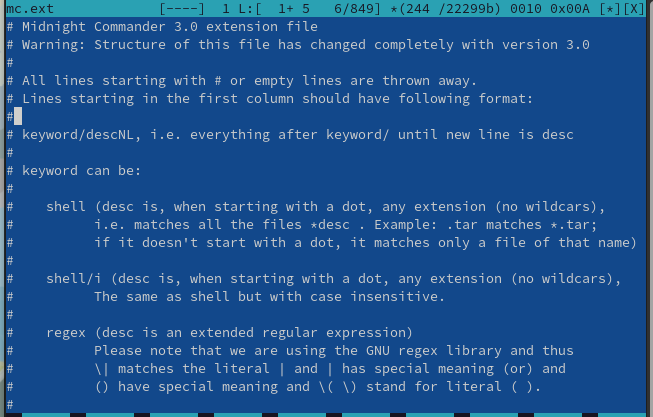 mc.ext [----] 1 L:[ 1+ 5 6/849] *(244 /22299b) 0010 0x00A [*][X]
# Midnight Commander 3.0 extension file
# Warning: Structure of this file has changed completely with version 3.0
#
# All lines starting with # or empty lines are thrown away.
# Lines starting in the first column should have following format:
#
# keyword/descNL, i.e. everything after keyword/ until new line is desc
#
# keyword can be:
#
#    shell (desc is, when starting with a dot, any extension (no wildcars),
#          i.e. matches all the files *desc . Example: .tar matches *.tar;
#          if it doesn't start with a dot, it matches only a file of that name)
#
#    shell/i (desc is, when starting with a dot, any extension (no wildcars),
#          The same as shell but with case insensitive.
#
#    regex (desc is an extended regular expression)
#          Please note that we are using the GNU regex library and thus
#          \| matches the literal | and | has special meaning (or) and
#          () have special meaning and \( \) stand for literal ( ).
#